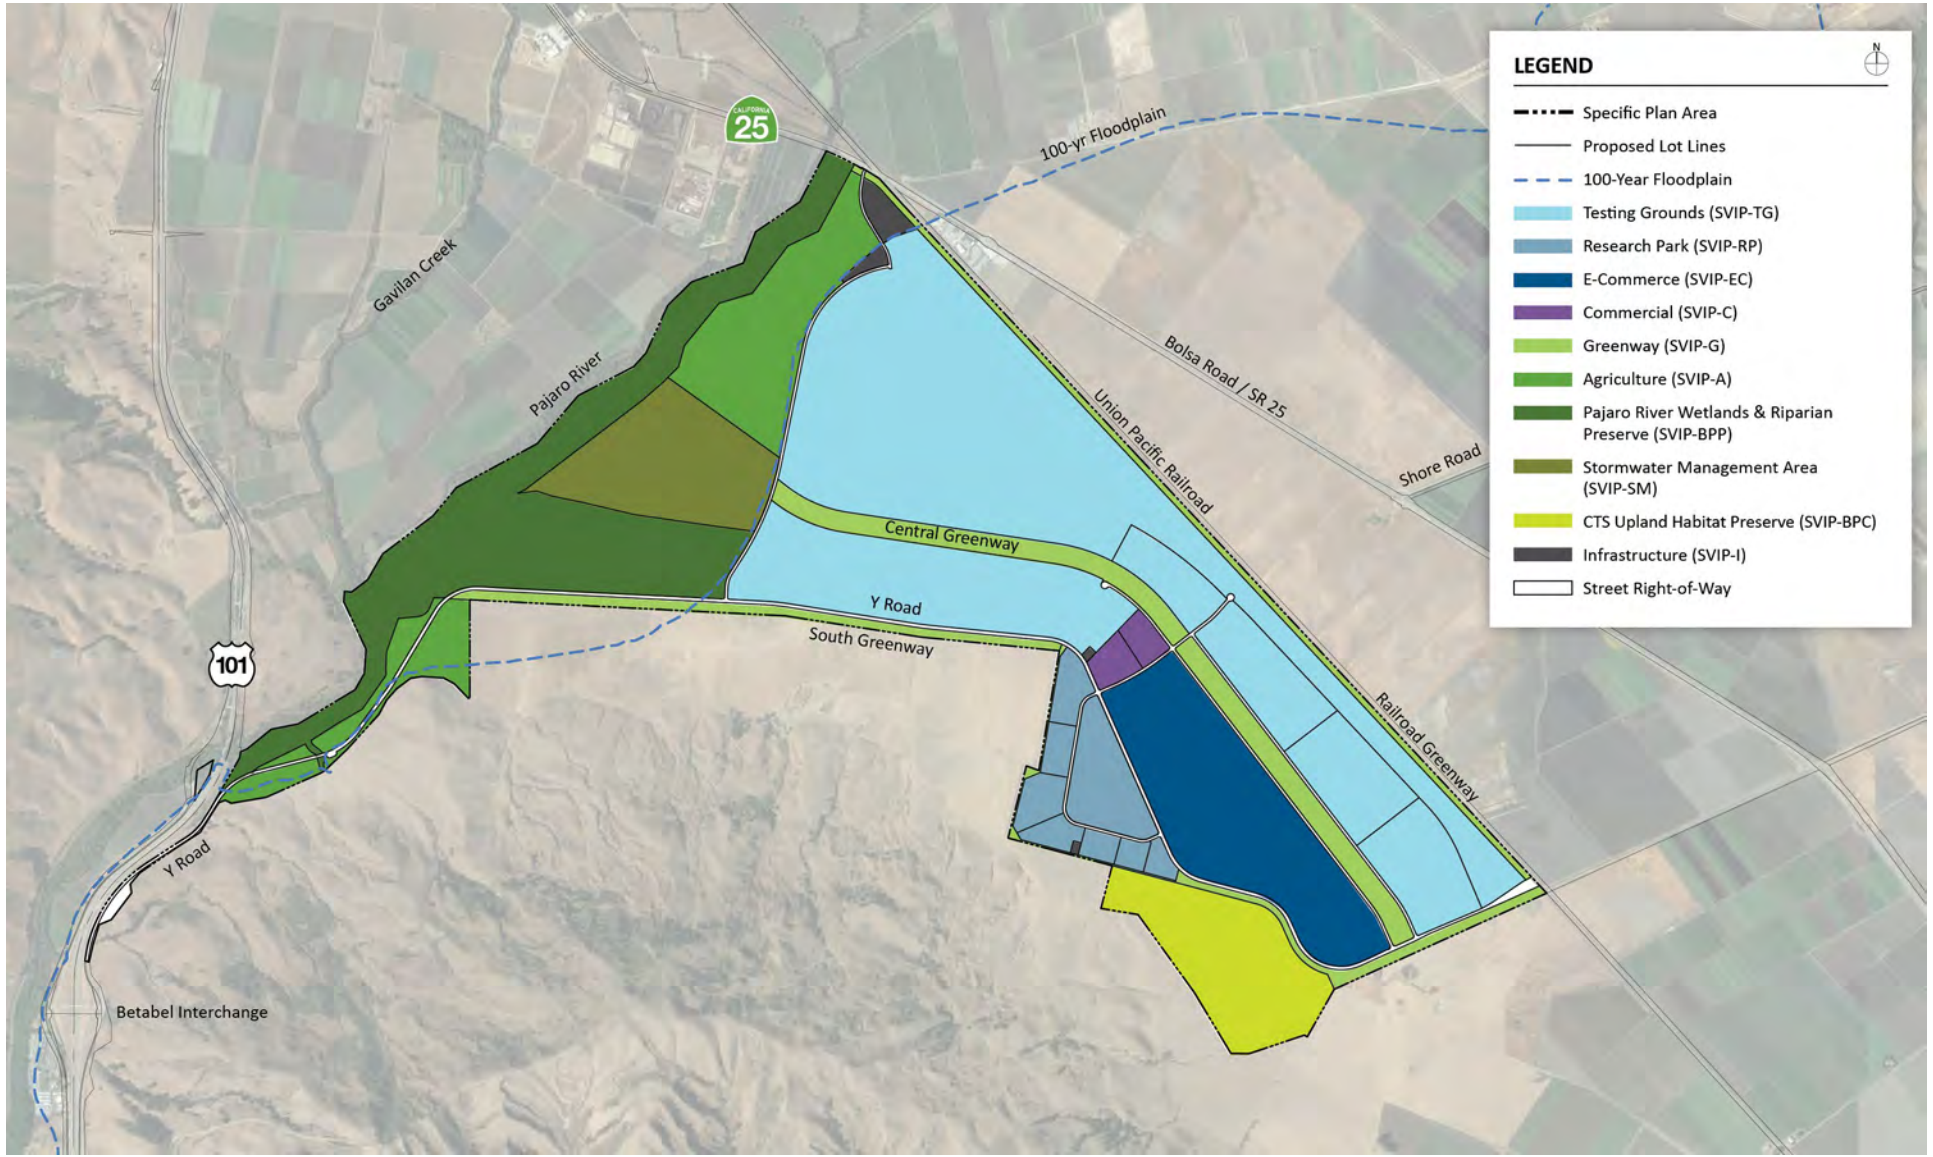 CALIFORNIA
25
100-yr Floodplain
Gavilan Creek
Pajaro River
Bolsa Road / SR 25
Union Pacific Railroad
Shore Road
Central Greenway
Y Road
South Greenway
101
Railroad Greenway
Y Road
Betabel Interchange
LEGEND
N
Specific Plan Area
Proposed Lot Lines
100-Year Floodplain
Testing Grounds (SVIP-TG)
Research Park (SVIP-RP)
E-Commerce (SVIP-EC)
Commercial (SVIP-C)
Greenway (SVIP-G)
Agriculture (SVIP-A)
Pajaro River Wetlands & Riparian
Preserve (SVIP-BPP)
Stormwater Management Area
(SVIP-SM)
CTS Upland Habitat Preserve (SVIP-BPC)
Infrastructure (SVIP-I)
Street Right-of-Way